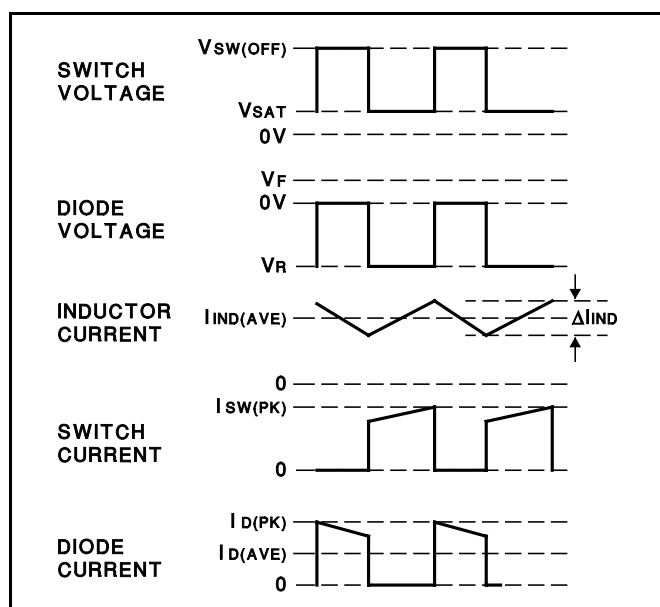 SWITCH
VOLTAGE
VSW(OFF)
VSAT
0V
DIODE
VOLTAGE
VF
0V
VR
INDUCTOR
CURRENT
IIND(AVE)
ΔIIND
0
SWITCH
CURRENT
ISW(PK)
0
DIODE
CURRENT
ID(PK)
ID(AVE)
0